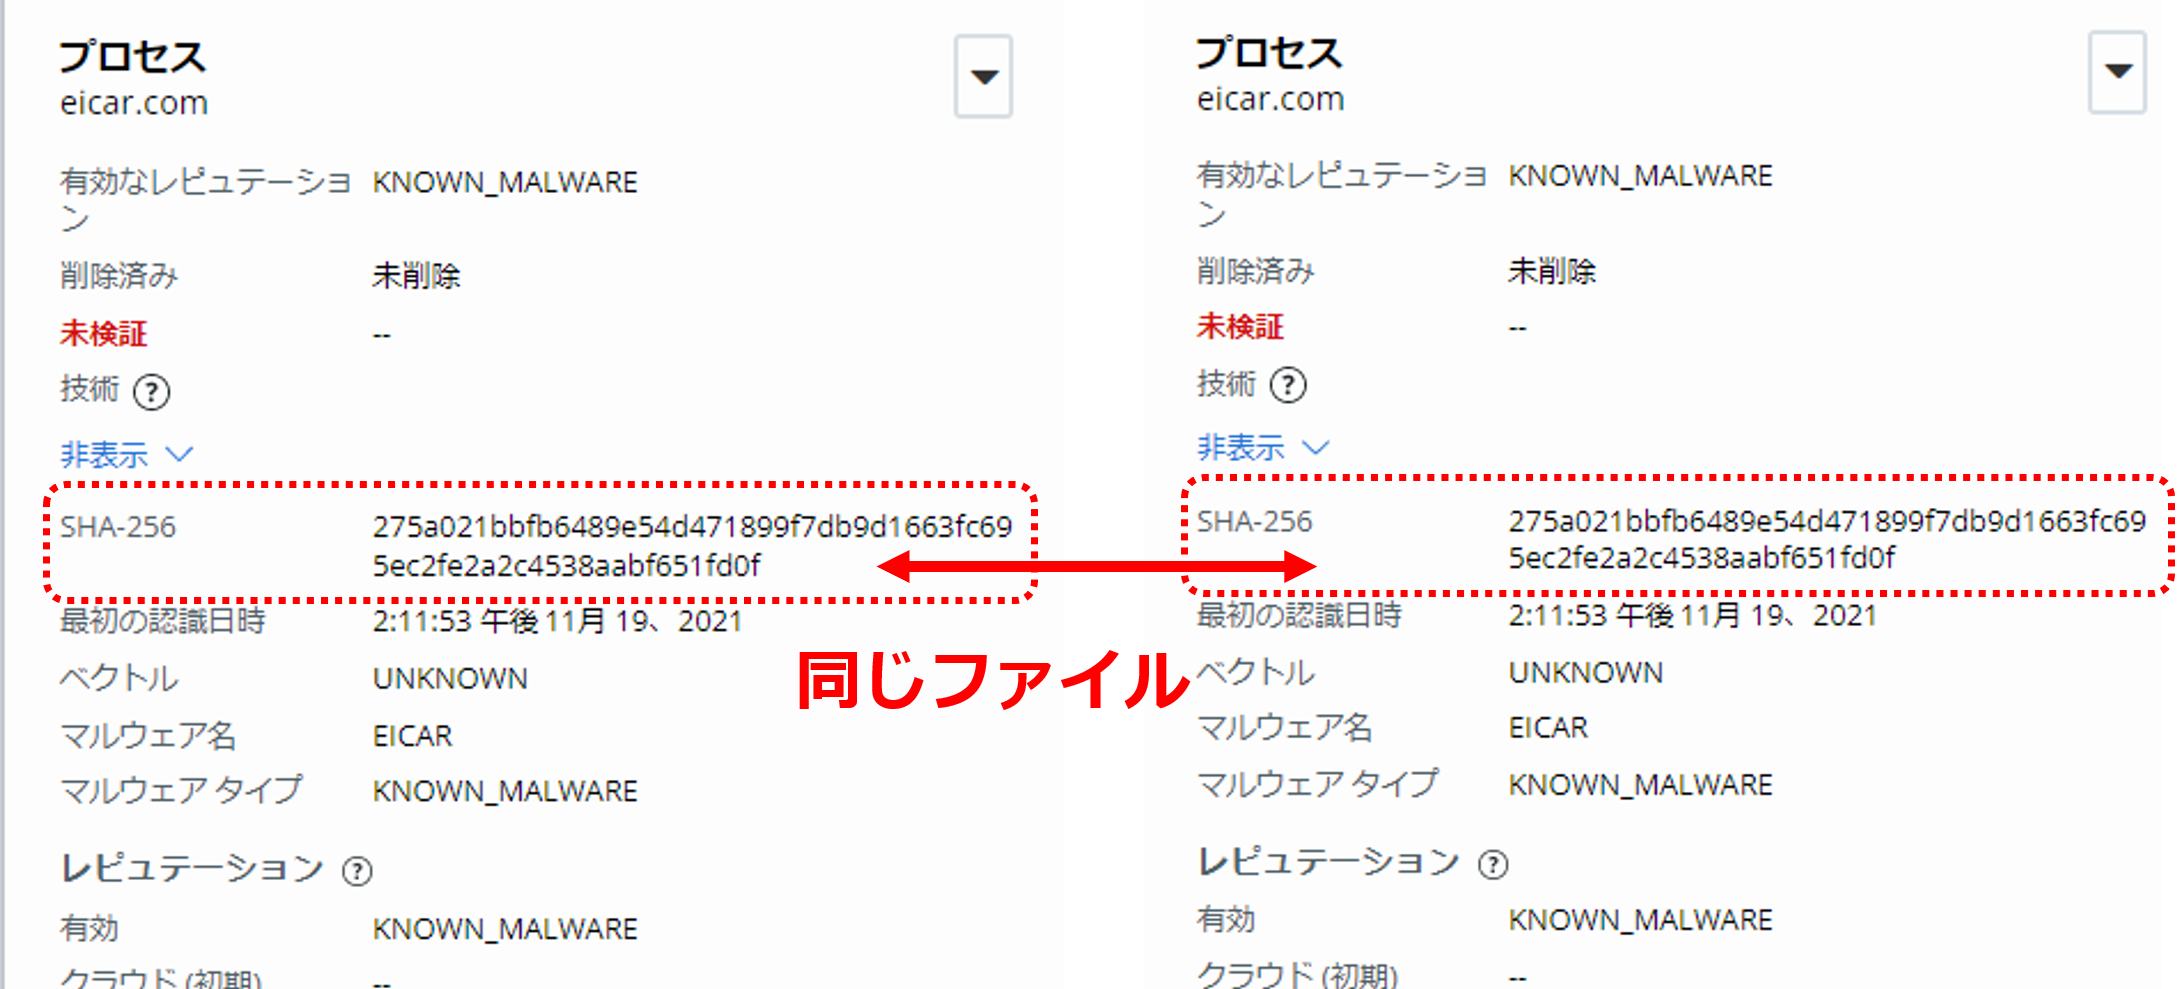 プロセス
eicar.com
有効なレピュテーショ KNOWN_MALWARE
ン
削除済み 未削除
未検証 --
技術 ?
非表示
SHA-256 275a021bbfb6489e54d471899f7db9d1663fc69
5ec2fe2a2c4538aabf651fd0f
最初の認識日時 2:11:53 午後 11月 19、2021
ベクトル UNKNOWN
マルウェア名 EICAR
マルウェア タイプ KNOWN_MALWARE
レピュテーション ?
有効 KNOWN_MALWARE
クラウド (初期) --
同じファイル
プロセス
eicar.com
有効なレピュテーショ KNOWN_MALWARE
ン
削除済み 未削除
未検証 --
技術 ?
非表示
SHA-256 275a021bbfb6489e54d471899f7db9d1663fc69
5ec2fe2a2c4538aabf651fd0f
最初の認識日時 2:11:53 午後 11月 19、2021
ベクトル UNKNOWN
マルウェア名 EICAR
マルウェア タイプ KNOWN_MALWARE
レピュテーション ?
有効 KNOWN_MALWARE
クラウド (初期) --